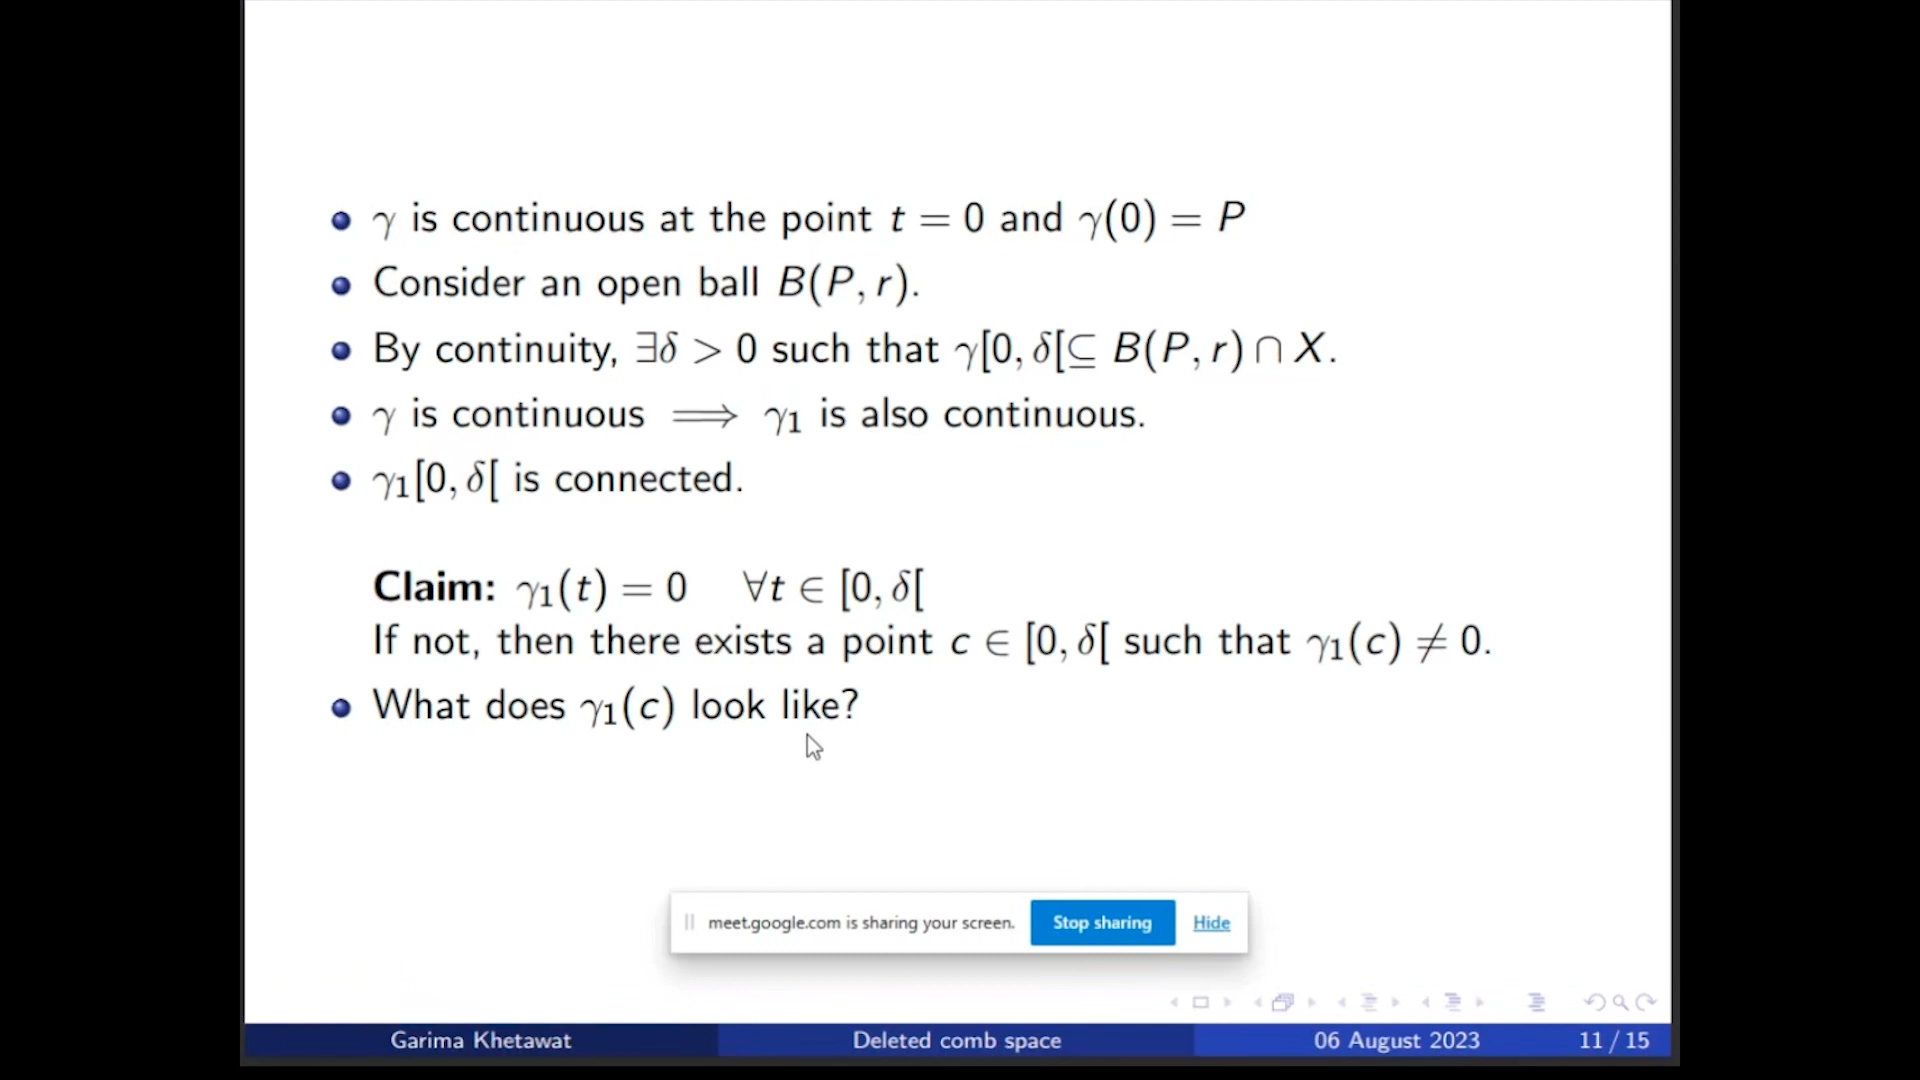 γ is continuous at the point t = 0 and γ(0) = P
Consider an open ball B(P, r).
By continuity, ∃δ > 0 such that γ[0, δ[⊆ B(P, r) ∩ X.
γ is continuous ⟹ γ₁ is also continuous.
γ₁[0, δ[ is connected.
Claim: γ₁(t) = 0 ∀t ∈ [0, δ[
If not, then there exists a point c ∈ [0, δ[ such that γ₁(c) ≠ 0.
What does γ₁(c) look like?
meet.google.com is sharing your screen. Stop sharing Hide
Garima Khetawat Deleted comb space 06 August 2023 11 / 15